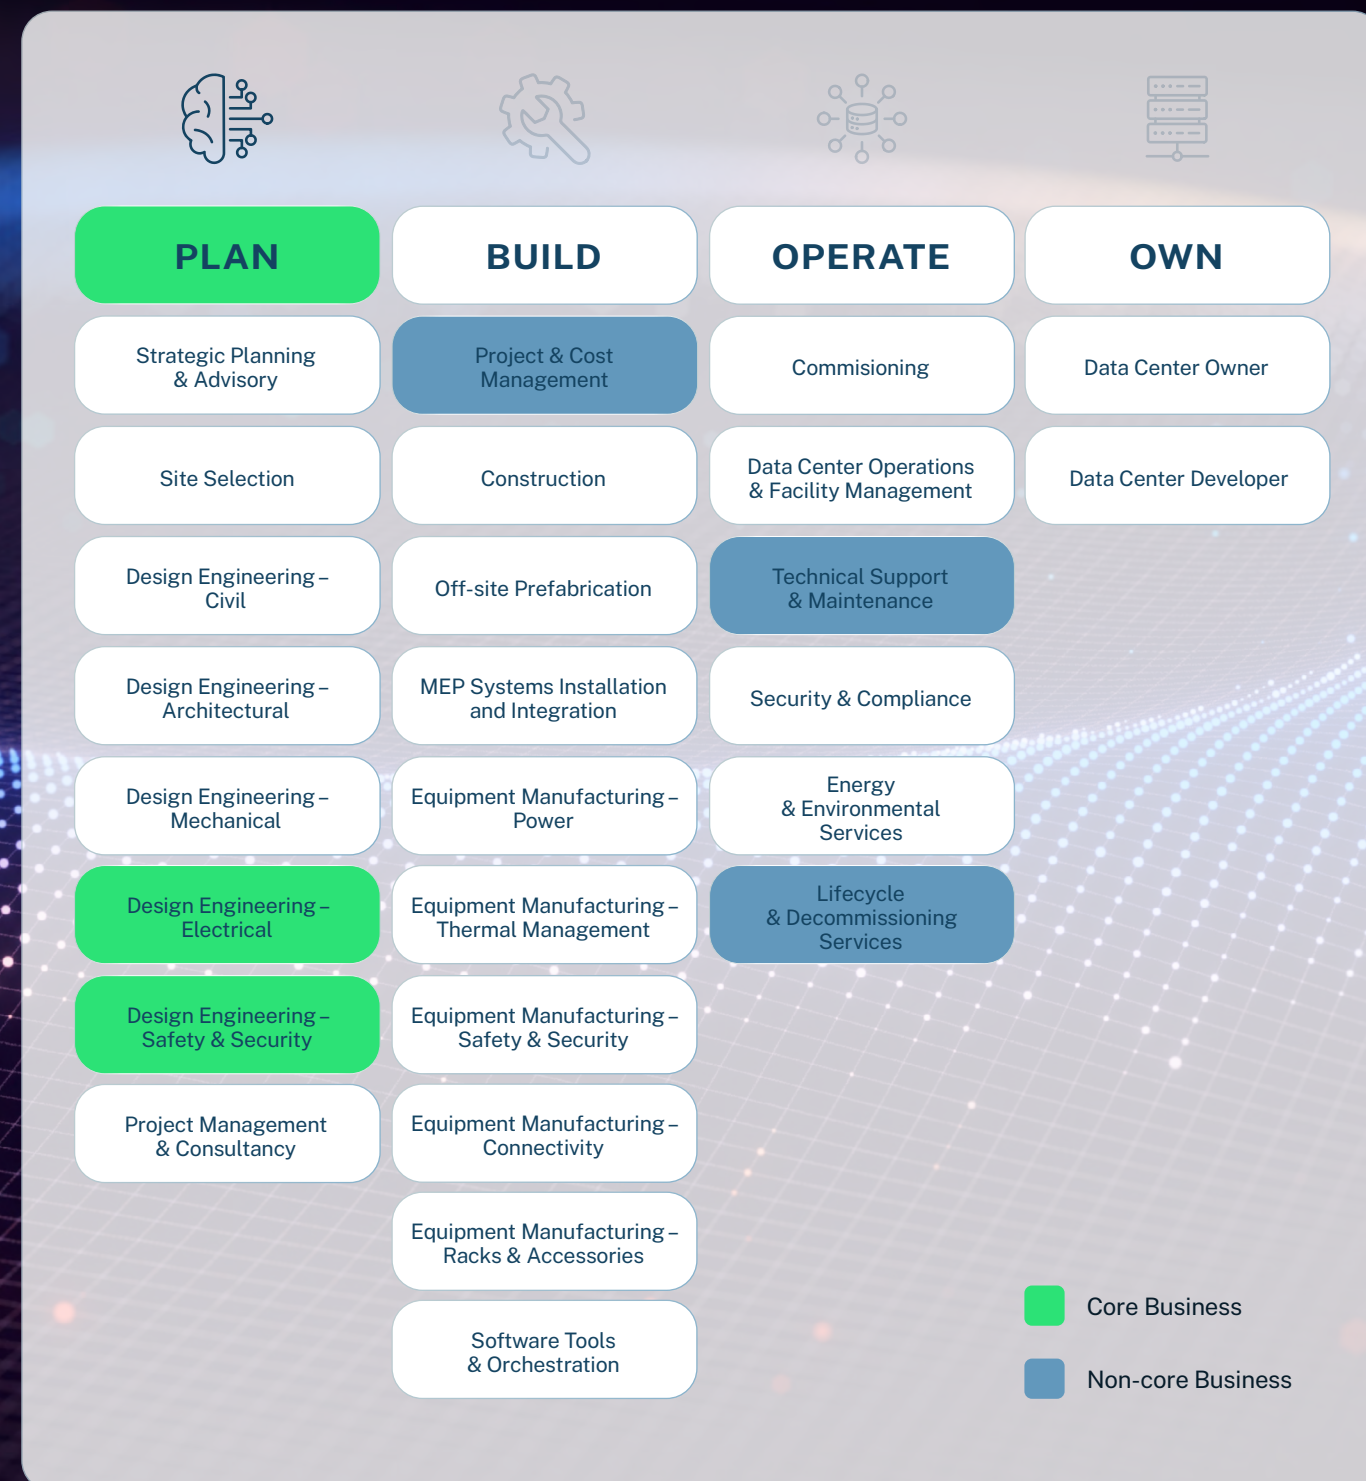 PLAN
Strategic Planning
& Advisory
Site Selection
Design Engineering –
Civil
Design Engineering –
Architectural
Design Engineering –
Mechanical
Design Engineering –
Electrical
Design Engineering –
Safety & Security
Project Management
& Consultancy
BUILD
Project & Cost
Management
Construction
Off-site Prefabrication
MEP Systems Installation
and Integration
Equipment Manufacturing –
Power
Equipment Manufacturing –
Thermal Management
Equipment Manufacturing –
Safety & Security
Equipment Manufacturing –
Connectivity
Equipment Manufacturing –
Racks & Accessories
Software Tools
& Orchestration
OPERATE
Commisioning
Data Center Operations
& Facility Management
Technical Support
& Maintenance
Security & Compliance
Energy
& Environmental
Services
Lifecycle
& Decommissioning
Services
OWN
Data Center Owner
Data Center Developer
Core Business
Non-core Business